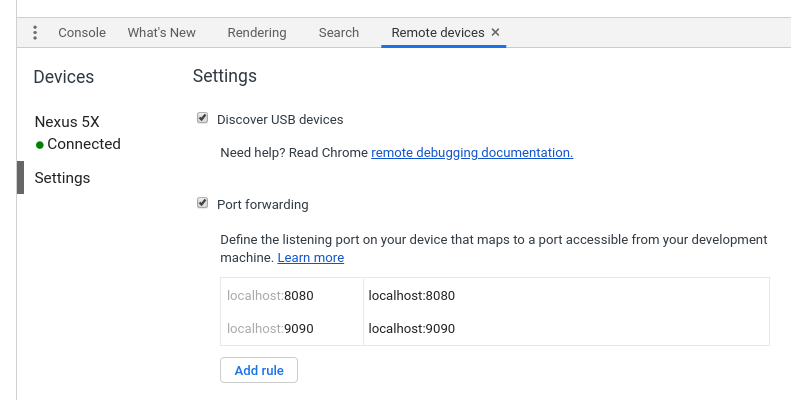 Console What's New Rendering Search Remote devices ✕
Devices
Nexus 5X
Connected
Settings
Settings
Discover USB devices
Need help? Read Chrome remote debugging documentation.
Port forwarding
Define the listening port on your device that maps to a port accessible from your development
machine. Learn more
localhost:8080 localhost:8080
localhost:9090 localhost:9090
Add rule